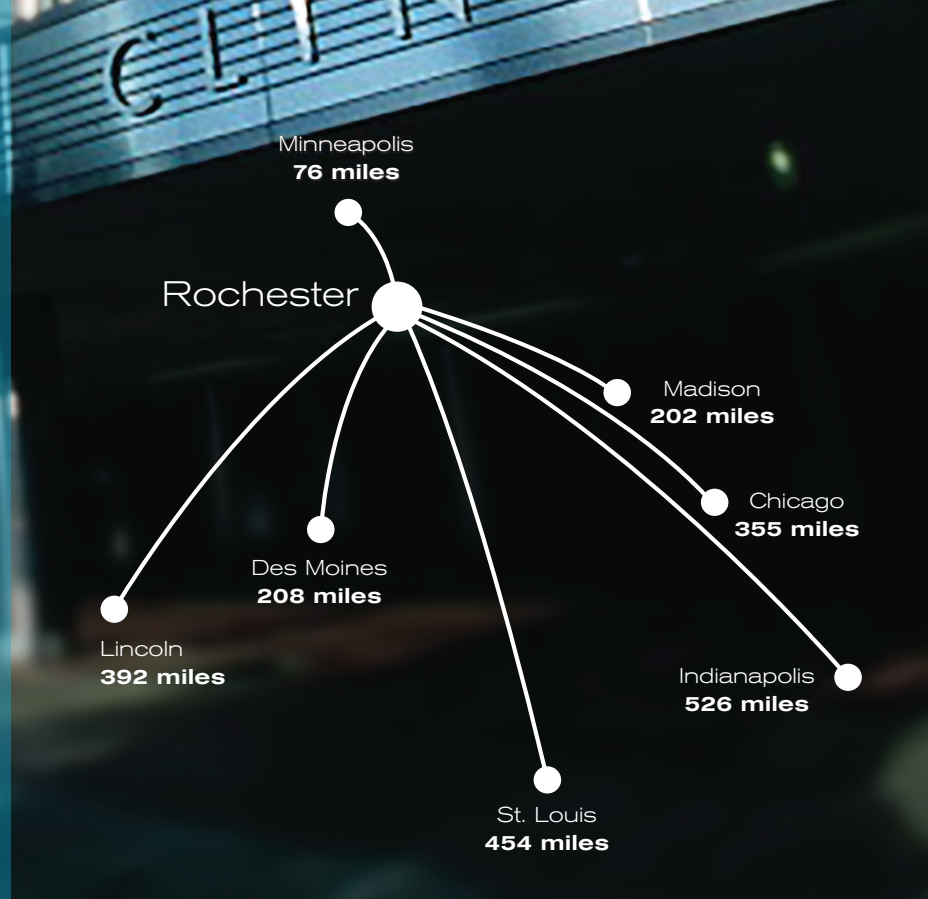 CLIN
Minneapolis
76 miles
Rochester
Madison
202 miles
Chicago
355 miles
Des Moines
208 miles
Lincoln
392 miles
Indianapolis
526 miles
St. Louis
454 miles